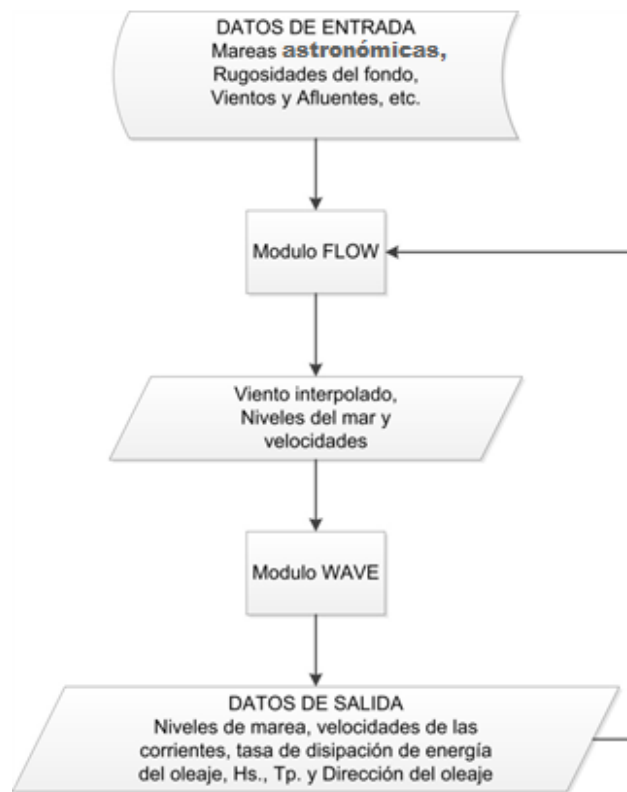 DATOS DE ENTRADA
Mareas astronómicas,
Rugosidades del fondo,
Vientos y Afluentes, etc.
Modulo FLOW
Viento interpolado,
Niveles del mar y
velocidades
Modulo WAVE
DATOS DE SALIDA
Niveles de marea, velocidades de las
corrientes, tasa de disipación de energía
del oleaje, Hs., Tp. y Dirección del oleaje